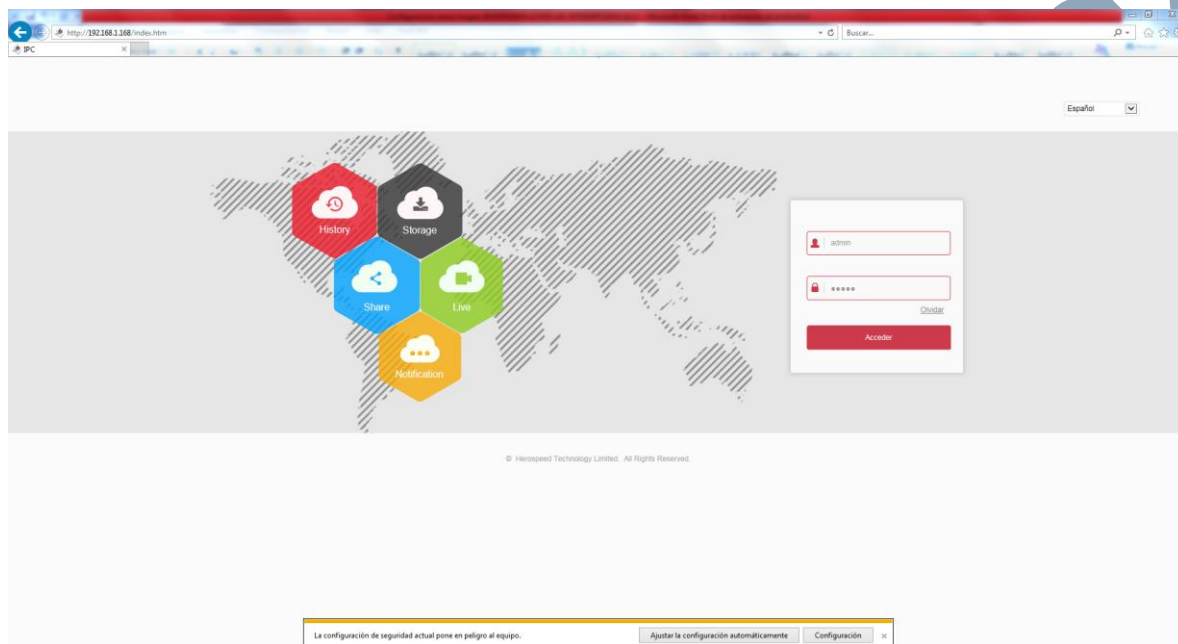 http://192.168.1.168/index.htm
Buscar...
IPC
Español
History
Storage
Share
Live
Notification
admin
Olvidar
Acceder
© Herospeed Technology Limited. All Rights Reserved.
La configuración de seguridad actual pone en peligro al equipo.
Ajustar la configuración automáticamente
Configuración